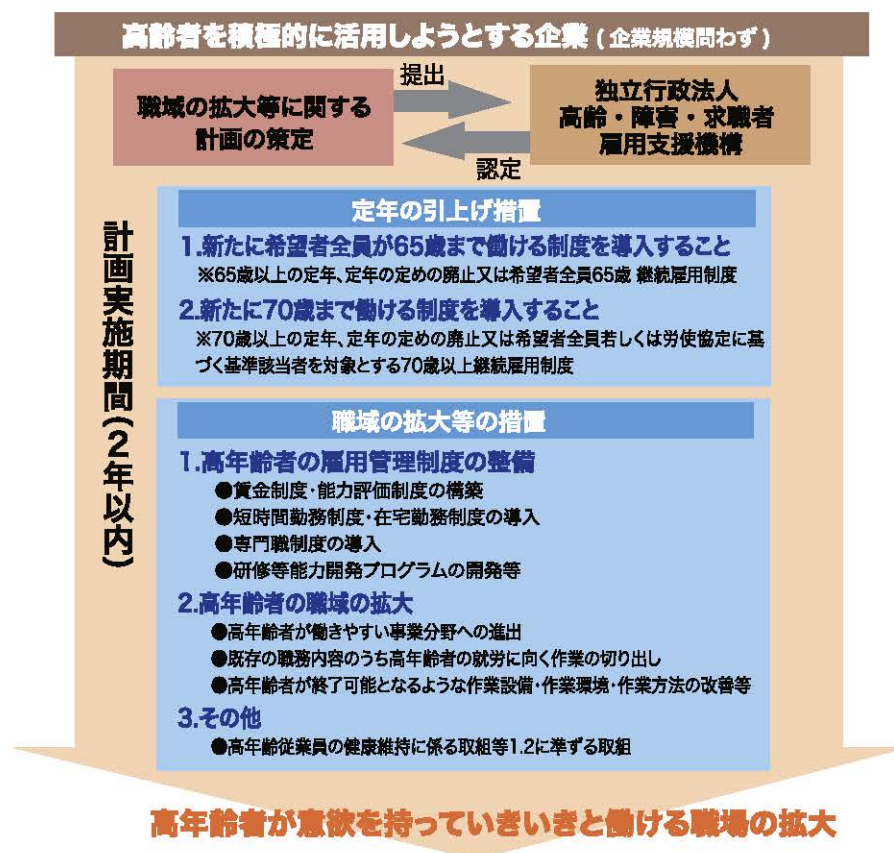 高齢者を積極的に活用しようとする企業(企業規模問わず)
職域の拡大等に関する
計画の策定
提出
認定
独立行政法人
高齢・障害・求職者
雇用支援機構
計画実施期間(2年以内)
定年の引上げ措置
1.新たに希望者全員が65歳まで働ける制度を導入すること
※65歳以上の定年、定年の定めの廃止又は希望者全員65歳 継続雇用制度
2.新たに70歳まで働ける制度を導入すること
※70歳以上の定年、定年の定めの廃止又は希望者全員若しくは労使協定に基
づく基準該当者を対象とする70歳以上継続雇用制度
職域の拡大等の措置
1.高年齢者の雇用管理制度の整備
●賃金制度・能力評価制度の構築
●短時間勤務制度・在宅勤務制度の導入
●専門職制度の導入
●研修等能力開発プログラムの開発等
2.高年齢者の職域の拡大
●高年齢者が働きやすい事業分野への進出
●既存の職務内容のうち高年齢者の就労に向く作業の切り出し
●高年齢者が終了可能となるような作業設備・作業環境・作業方法の改善等
3.その他
●高年齢従業員の健康維持に係る取組等1.2に準ずる取組
高年齢者が意欲を持っていきいきと働ける職場の拡大